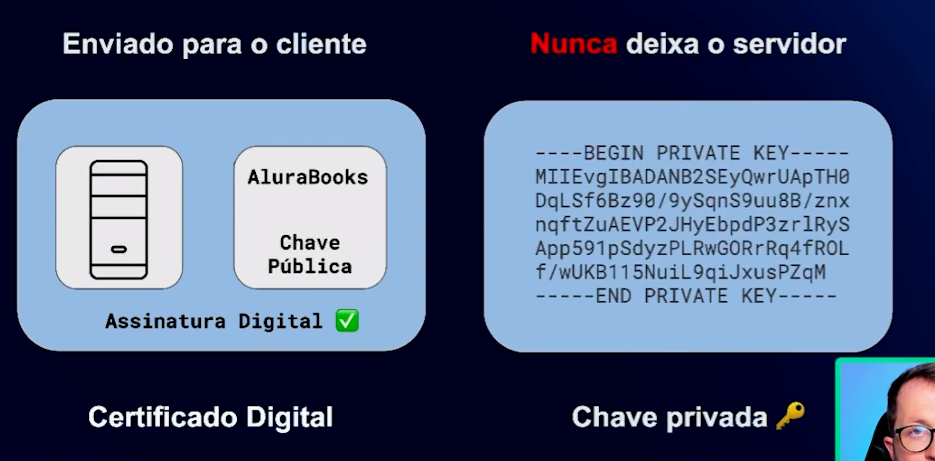 Enviado para o cliente
Nunca deixa o servidor
AluraBooks
Chave
Pública
Assinatura Digital
----BEGIN PRIVATE KEY-----
MIIEvgIBADANB2SEyQwrUApTH0
DqLSf6Bz90/9ySqnS9uu8B/znx
nqftZuAEVP2JHyEbpdP3zrlRyS
App591pSdyzPLRwGORrRq4fROL
f/wUKB115NuiL9qiJxusPZqM
-----END PRIVATE KEY-----
Certificado Digital
Chave privada